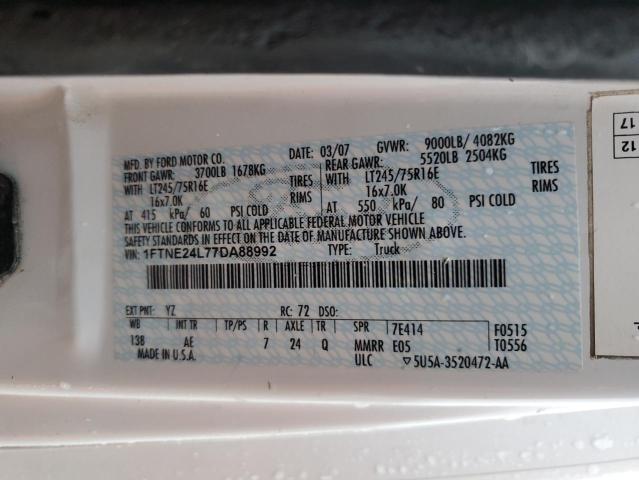 MFD. BY FORD MOTOR CO. DATE: 03/07 GVWR: 9000LB/ 4082KG
FRONT GAWR: 3700LB 1678KG REAR GAWR: 5520LB 2504KG
WITH LT245/75R16E TIRES WITH LT245/75R16E TIRES
16x7.0K RIMS 16x7.0K RIMS
AT 415 kPa/ 60 PSI COLD AT 550 kPa/ 80 PSI COLD
THIS VEHICLE CONFORMS TO ALL APPLICABLE FEDERAL MOTOR VEHICLE
SAFETY STANDARDS IN EFFECT ON THE DATE OF MANUFACTURE SHOWN ABOVE.
VIN: 1FTNE24L77DA88992 TYPE: Truck
EXT PNT: YZ RC: 72 DSO:
WB INT TR TP/PS R AXLE TR SPR 7E414 F0515
138 AE 7 24 Q MMRR E05 T0556
MADE IN U.S.A. ULC ▽5U5A-3520472-AA
17
12